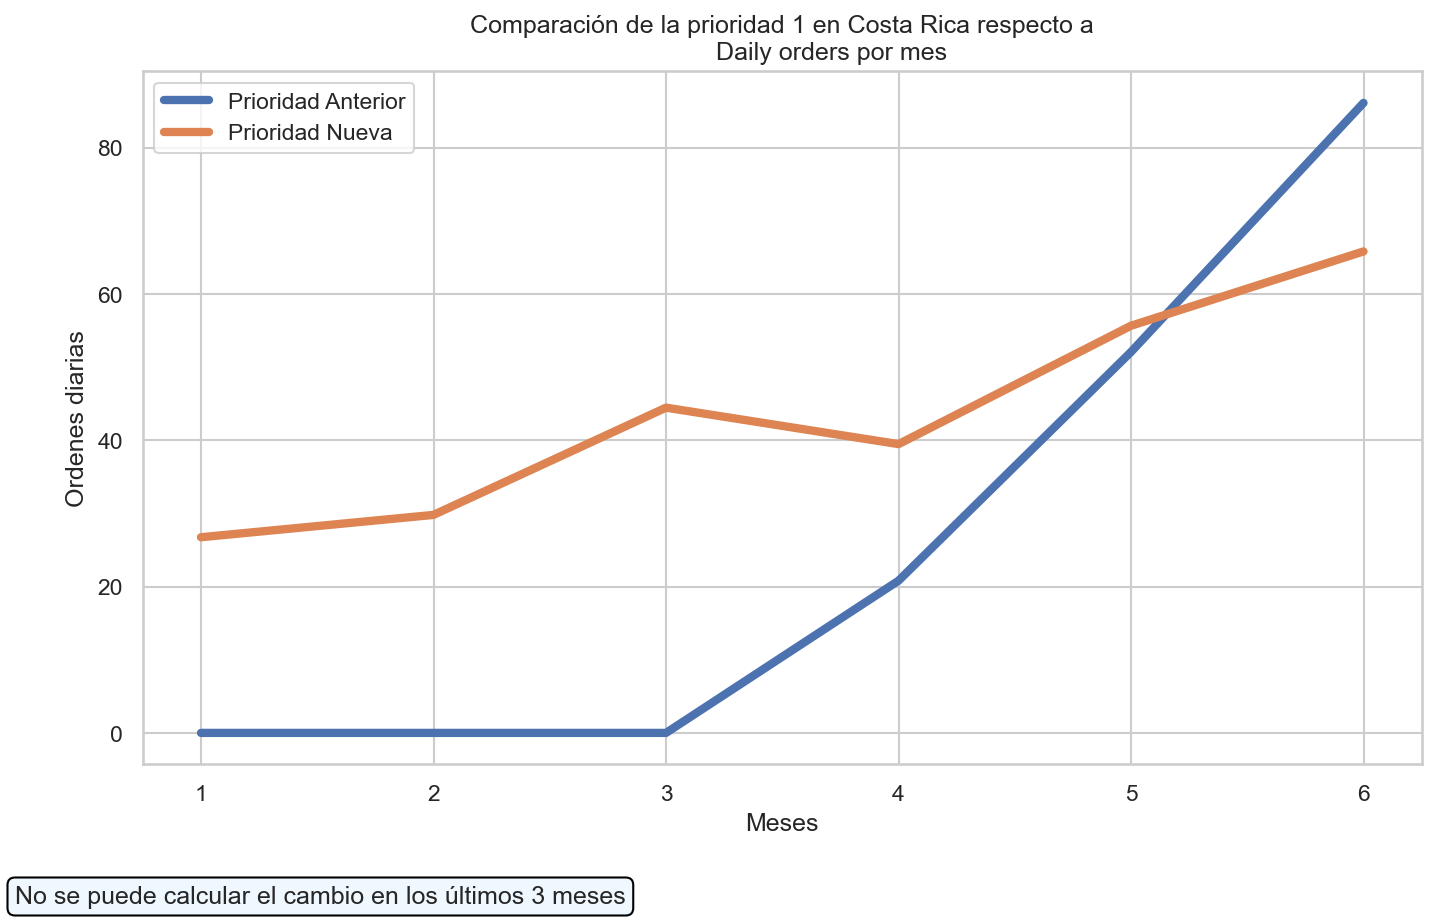 Comparación de la prioridad 1 en Costa Rica respecto a
Daily orders por mes
Prioridad Anterior
Prioridad Nueva
80
60
40
20
0
Ordenes diarias
1 2 3 4 5 6
Meses
No se puede calcular el cambio en los últimos 3 meses